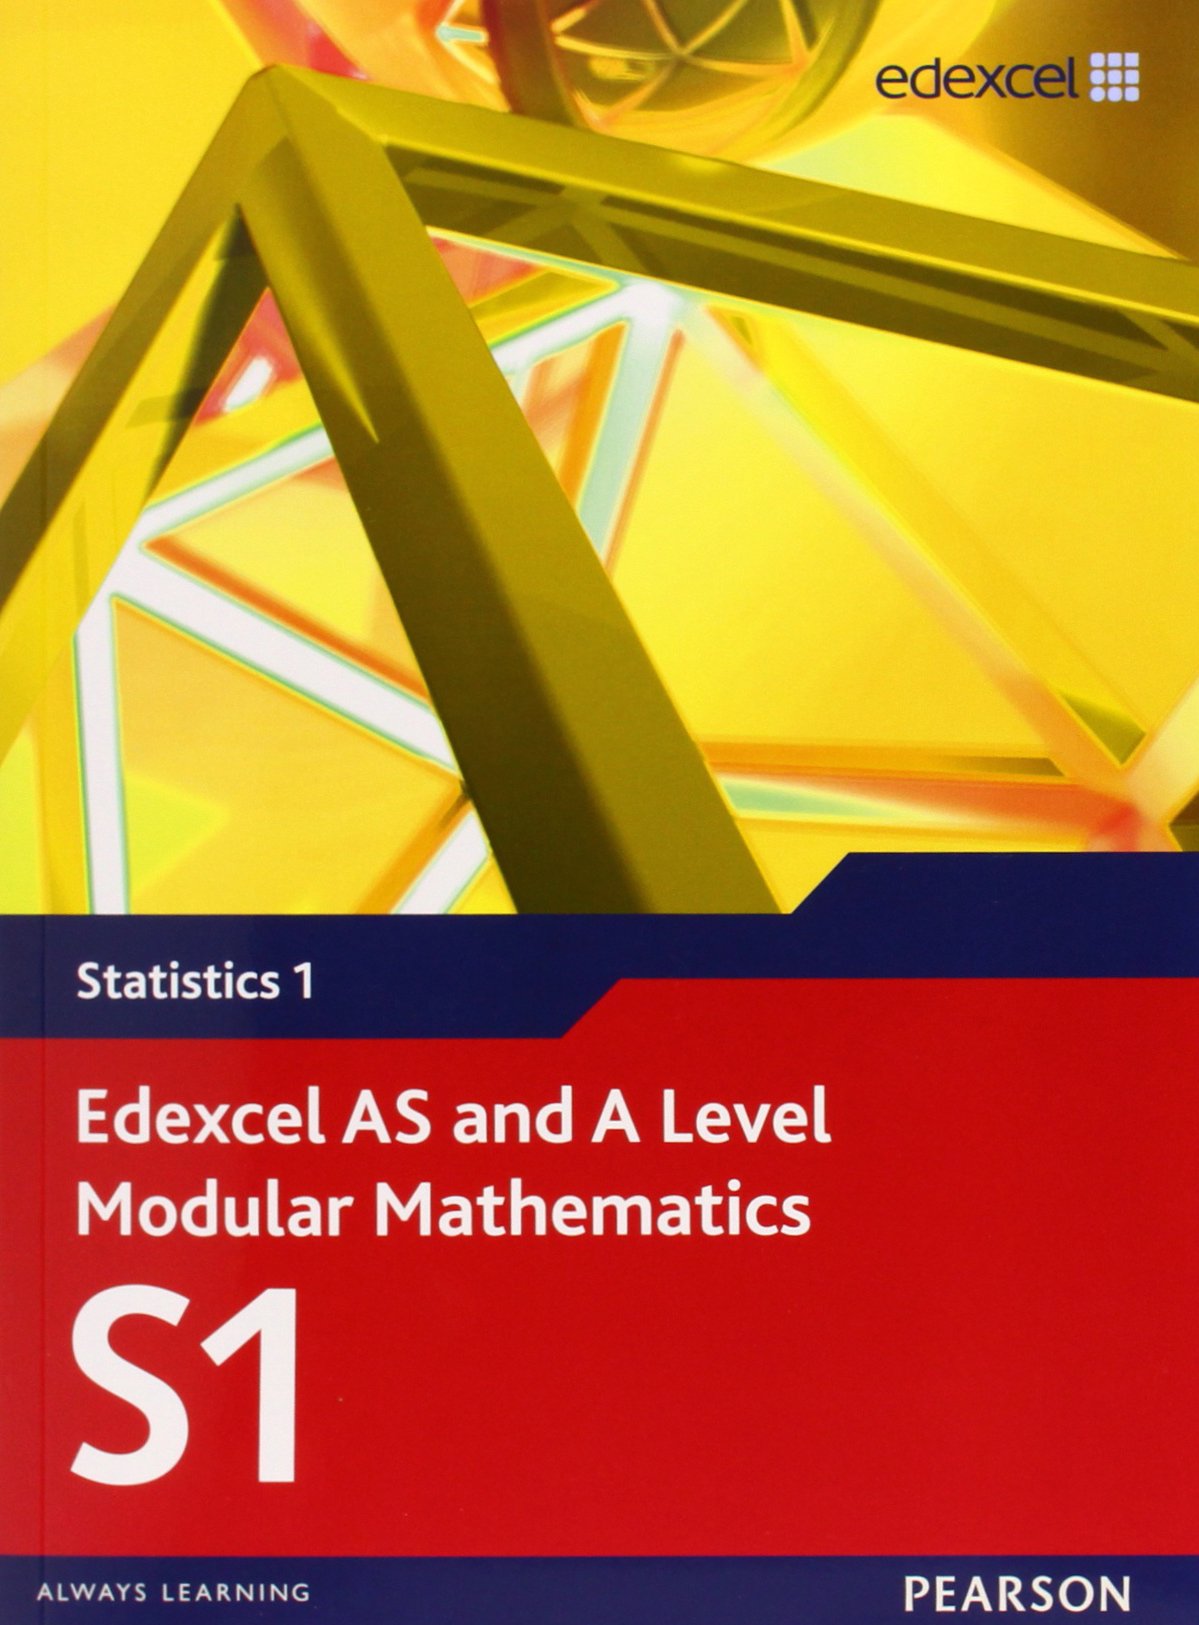 edexcel
Statistics 1
Edexcel AS and A Level
Modular Mathematics
S1
ALWAYS LEARNING
PEARSON